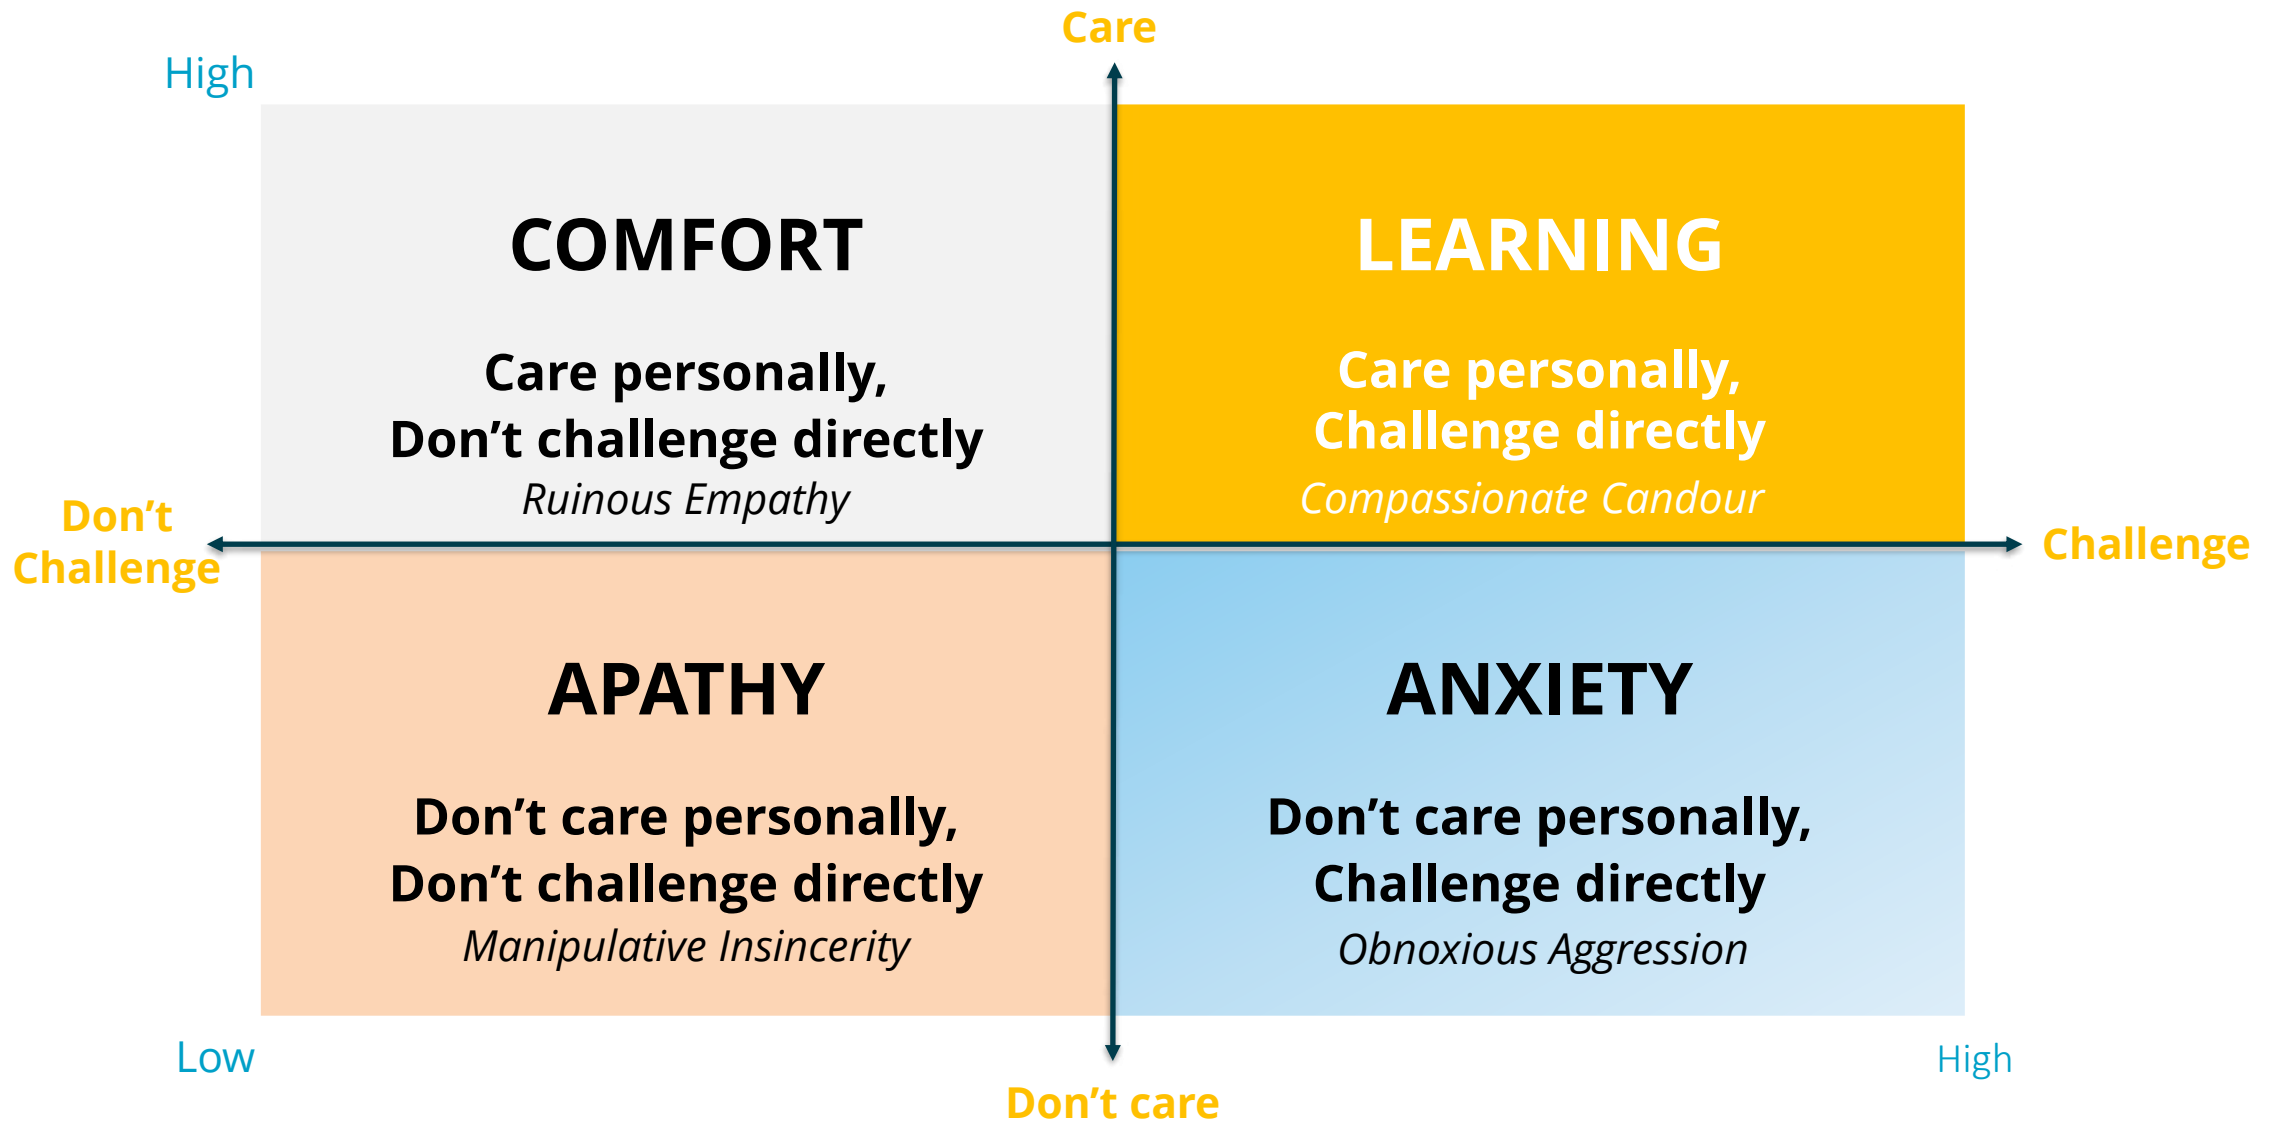 Care
High
COMFORT
Care personally,
Don’t challenge directly
Ruinous Empathy
LEARNING
Care personally,
Challenge directly
Compassionate Candour
Don’t
Challenge
Challenge
APATHY
Don’t care personally,
Don’t challenge directly
Manipulative Insincerity
ANXIETY
Don’t care personally,
Challenge directly
Obnoxious Aggression
Low
High
Don’t care